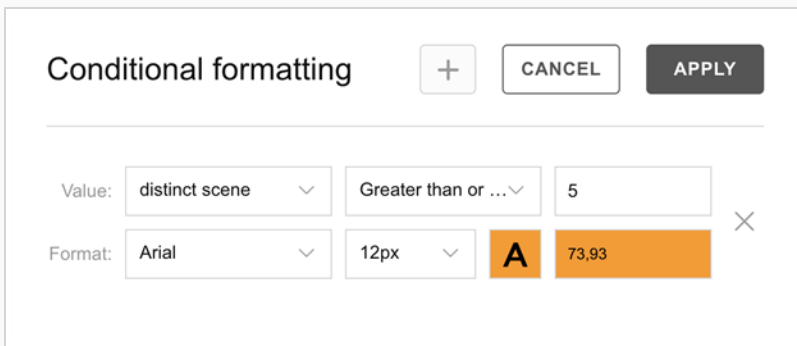 Conditional formatting + CANCEL APPLY
Value: distinct scene Greater than or ... 5
Format: Arial 12px A 73,93